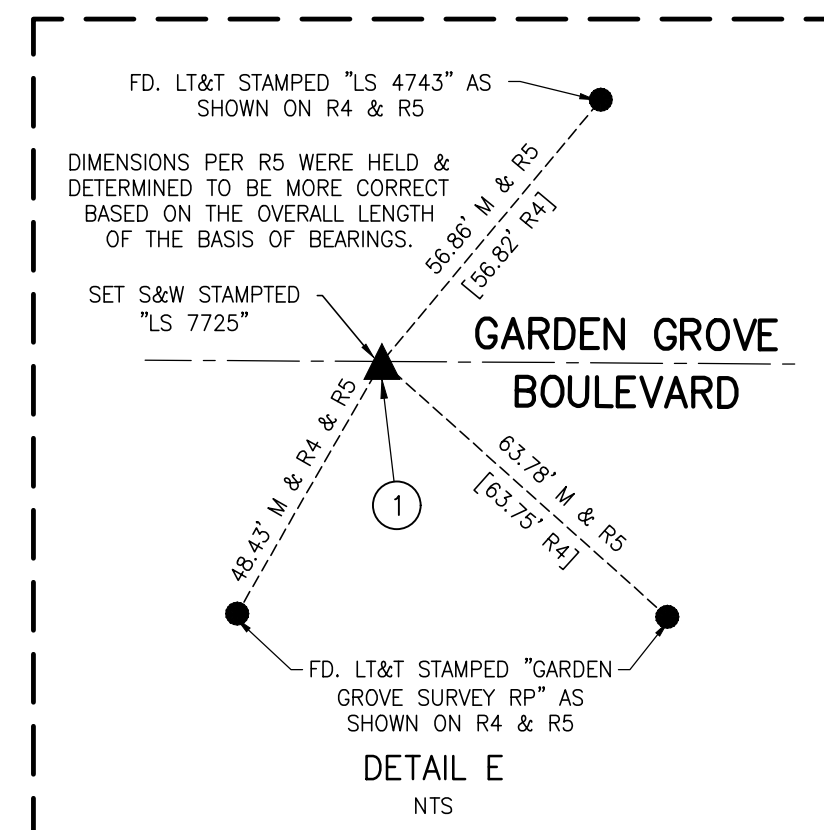 FD. LT&T STAMPED "LS 4743" AS
SHOWN ON R4 & R5
DIMENSIONS PER R5 WERE HELD &
DETERMINED TO BE MORE CORRECT
BASED ON THE OVERALL LENGTH
OF THE BASIS OF BEARINGS.
56.86' M & R5
[56.82' R4]
SET S&W STAMPTED
"LS 7725"
GARDEN GROVE
BOULEVARD
48.43' M & R4 & R5
63.78' M & R5
[63.75' R4]
1
FD. LT&T STAMPED "GARDEN
GROVE SURVEY RP" AS
SHOWN ON R4 & R5
DETAIL E
NTS